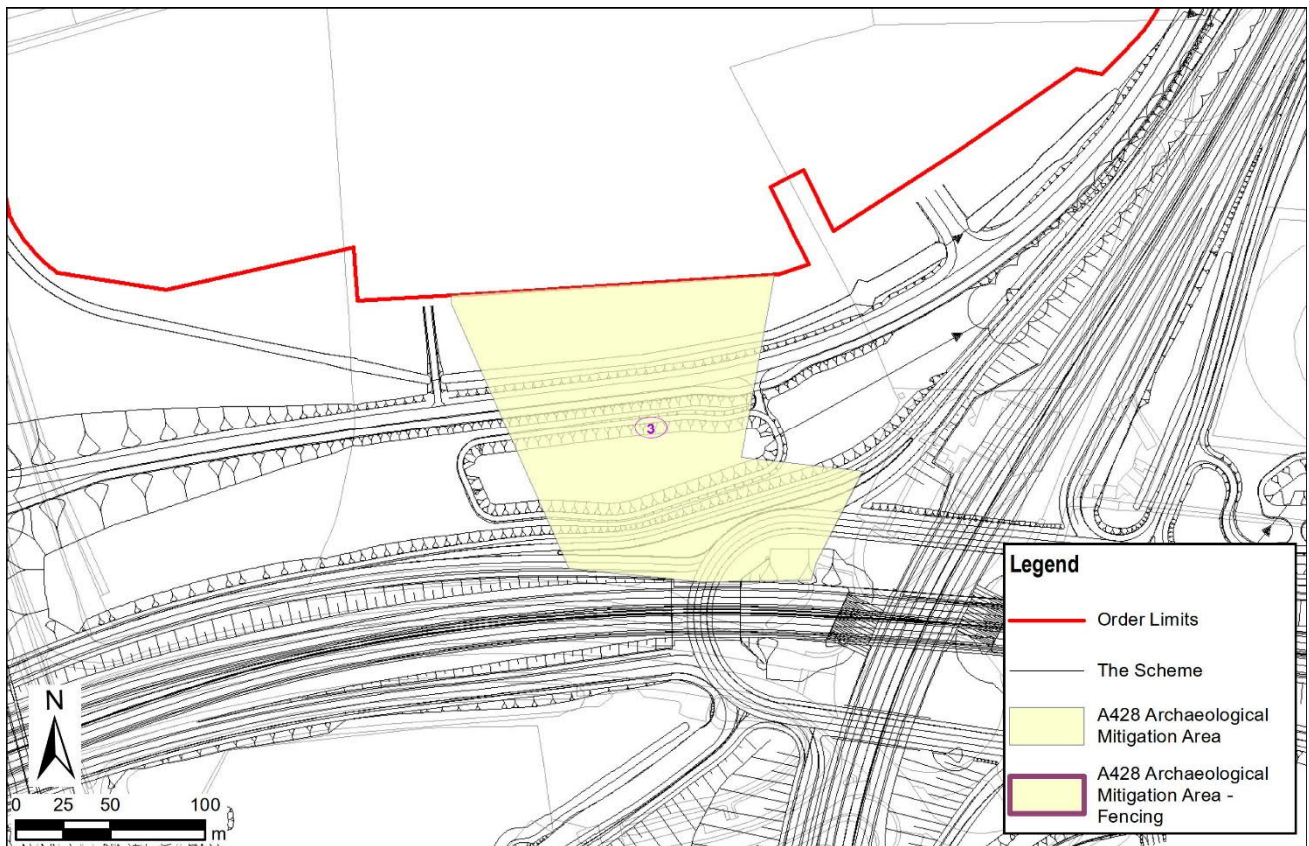 3
Legend
Order Limits
The Scheme
A428 Archaeological
Mitigation Area
A428 Archaeological
Mitigation Area -
Fencing
N
0 25 50 100
m